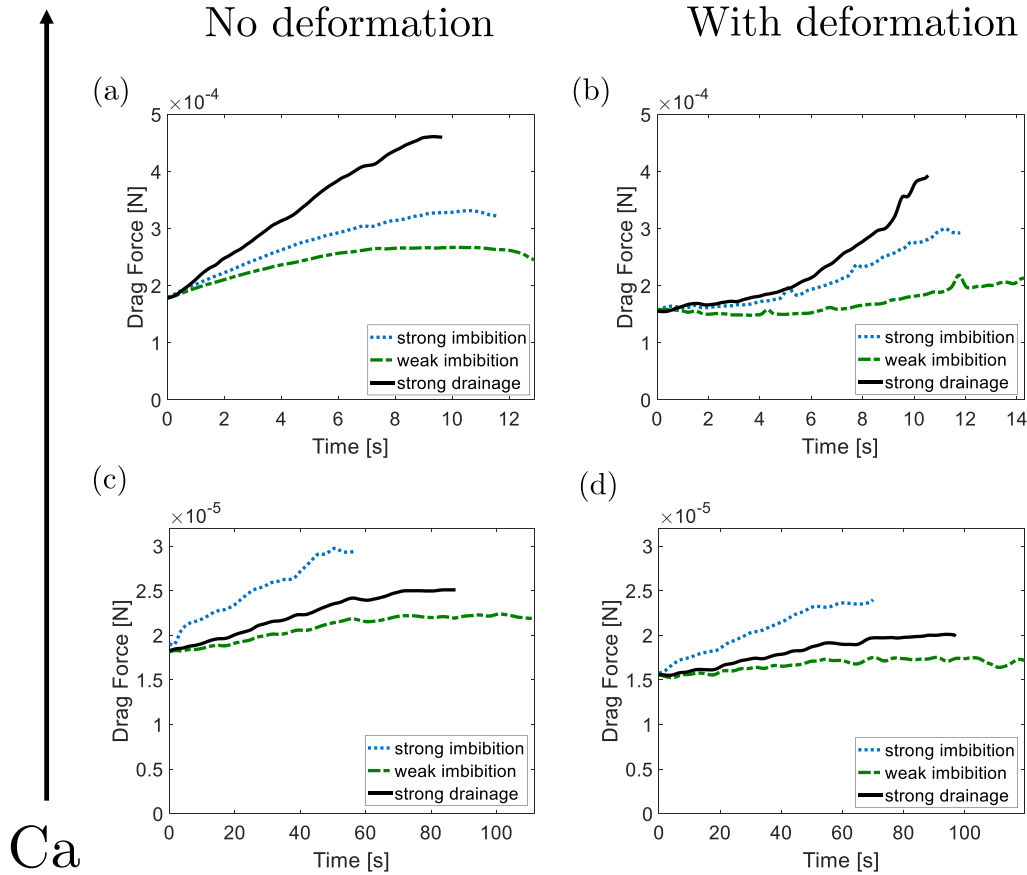 No deformation
With deformation
(a)
×10-4
5
4
3
2
1
0
Drag Force [N]
strong imbibition
weak imbibition
strong drainage
0 2 4 6 8 10 12
Time [s]
(b)
×10-4
5
4
3
2
1
0
Drag Force [N]
strong imbibition
weak imbibition
strong drainage
0 2 4 6 8 10 12 14
Time [s]
(c)
×10-5
3
2.5
2
1.5
1
0.5
0
Drag Force [N]
strong imbibition
weak imbibition
strong drainage
0 20 40 60 80 100
Time [s]
(d)
×10-5
3
2.5
2
1.5
1
0.5
0
Drag Force [N]
strong imbibition
weak imbibition
strong drainage
0 20 40 60 80 100
Time [s]
Ca